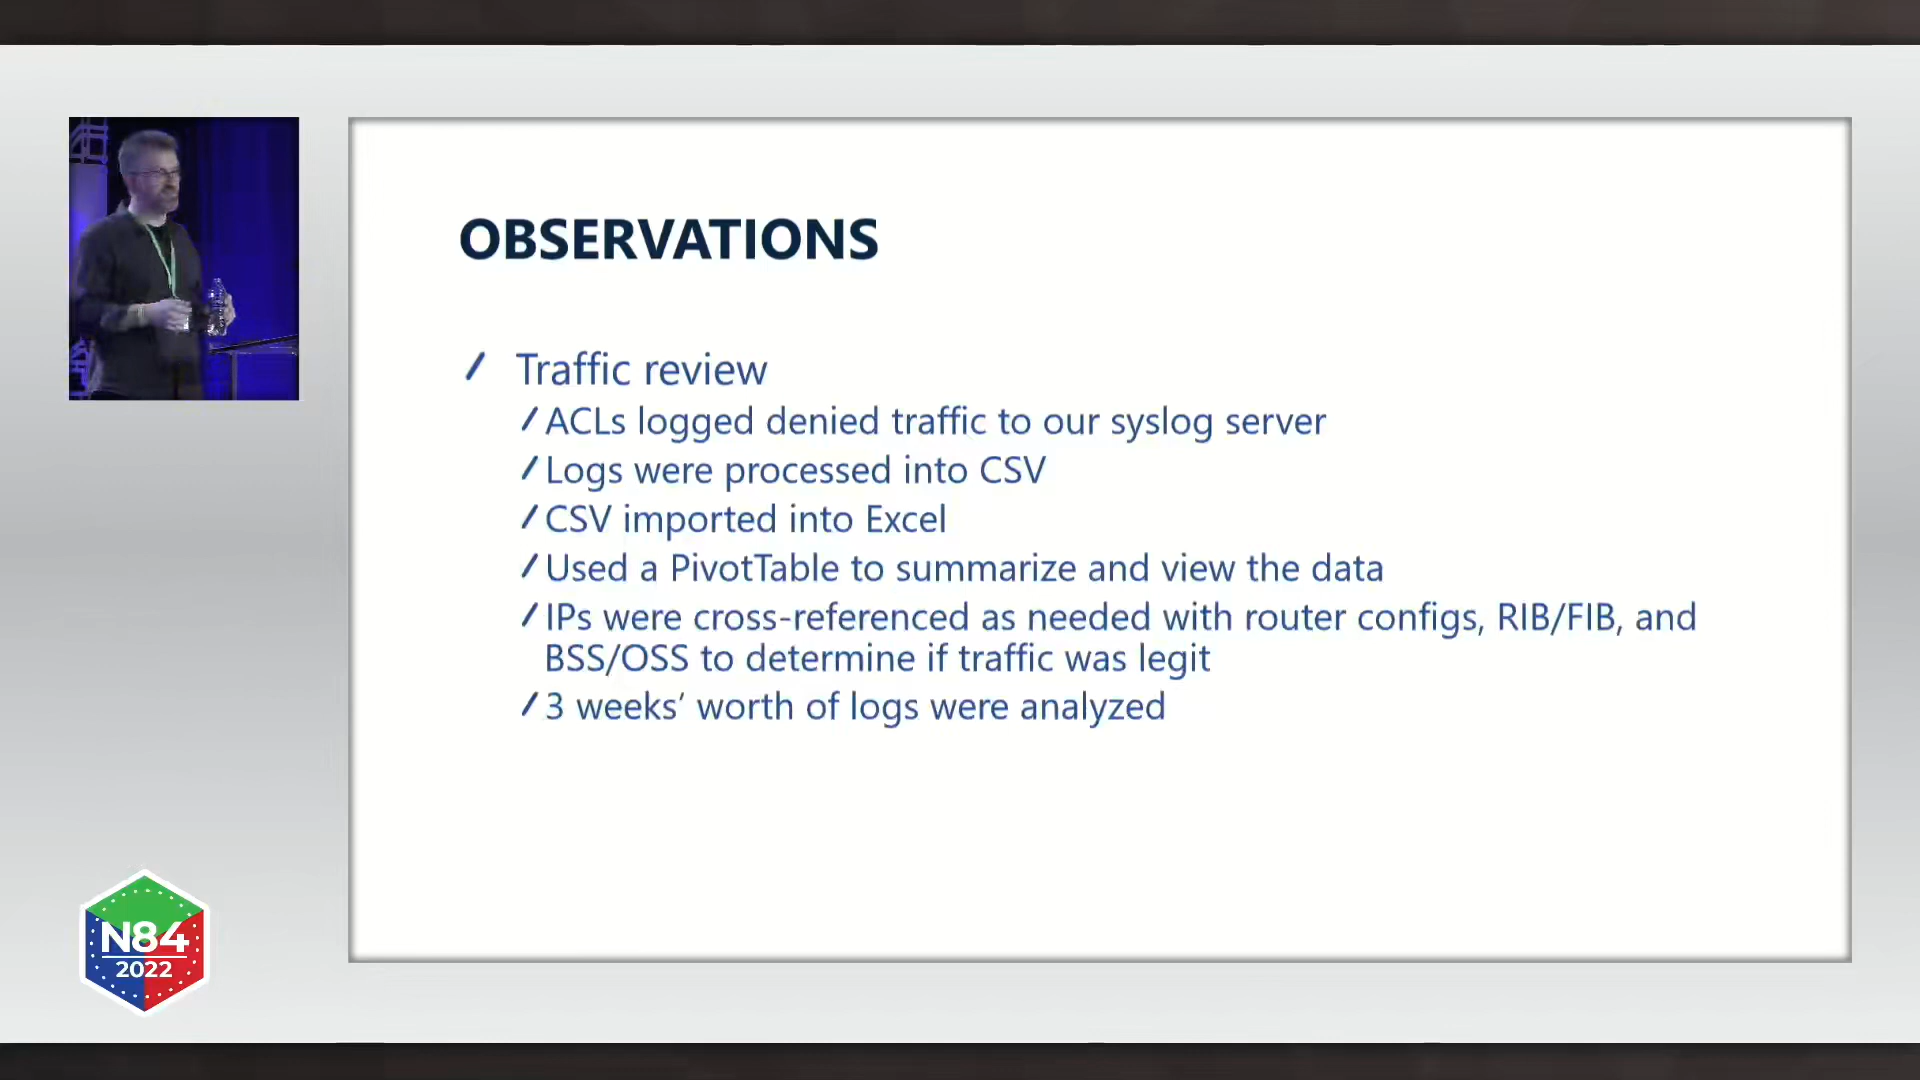 OBSERVATIONS
Traffic review
ACLs logged denied traffic to our syslog server
Logs were processed into CSV
CSV imported into Excel
Used a PivotTable to summarize and view the data
IPs were cross-referenced as needed with router configs, RIB/FIB, and
BSS/OSS to determine if traffic was legit
3 weeks’ worth of logs were analyzed
N84
2022